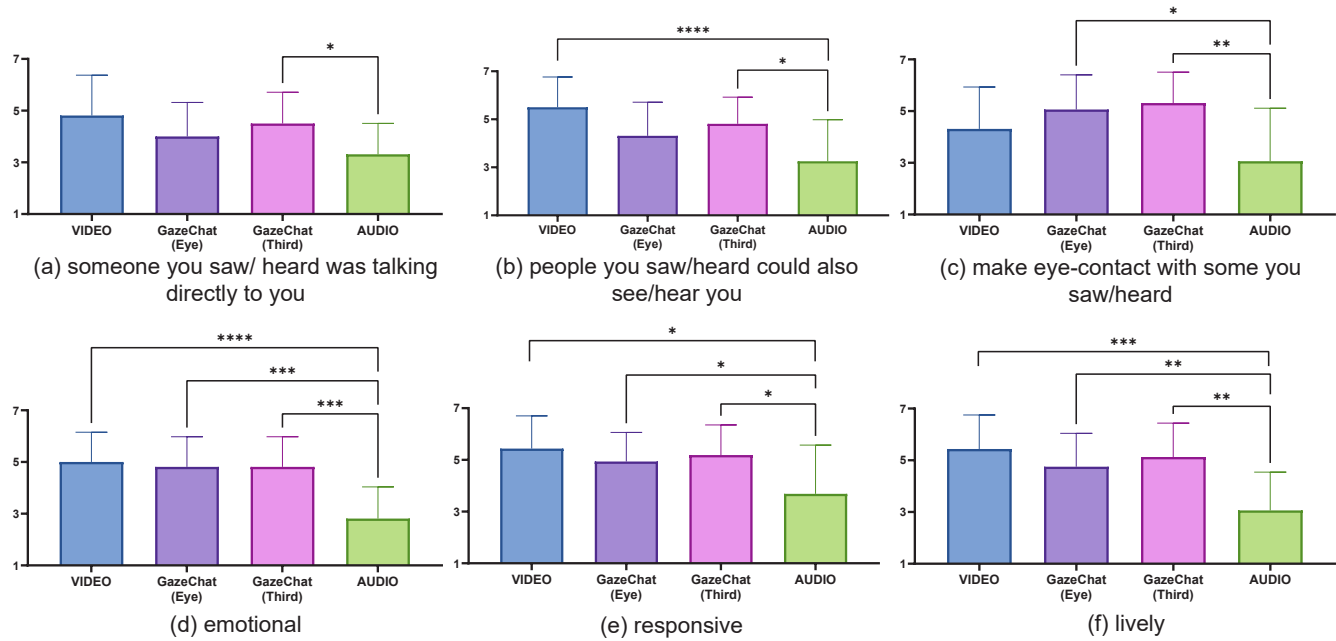 *
7
5
3
1
VIDEO GazeChat (Eye) GazeChat (Third) AUDIO
(a) someone you saw/ heard was talking
directly to you
****
*
7
5
3
1
VIDEO GazeChat (Eye) GazeChat (Third) AUDIO
(b) people you saw/heard could also
see/hear you
*
**
7
5
3
1
VIDEO GazeChat (Eye) GazeChat (Third) AUDIO
(c) make eye-contact with some you
saw/heard
****
***
***
7
5
3
1
VIDEO GazeChat (Eye) GazeChat (Third) AUDIO
(d) emotional
*
*
*
7
5
3
1
VIDEO GazeChat (Eye) GazeChat (Third) AUDIO
(e) responsive
***
**
**
7
5
3
1
VIDEO GazeChat (Eye) GazeChat (Third) AUDIO
(f) lively